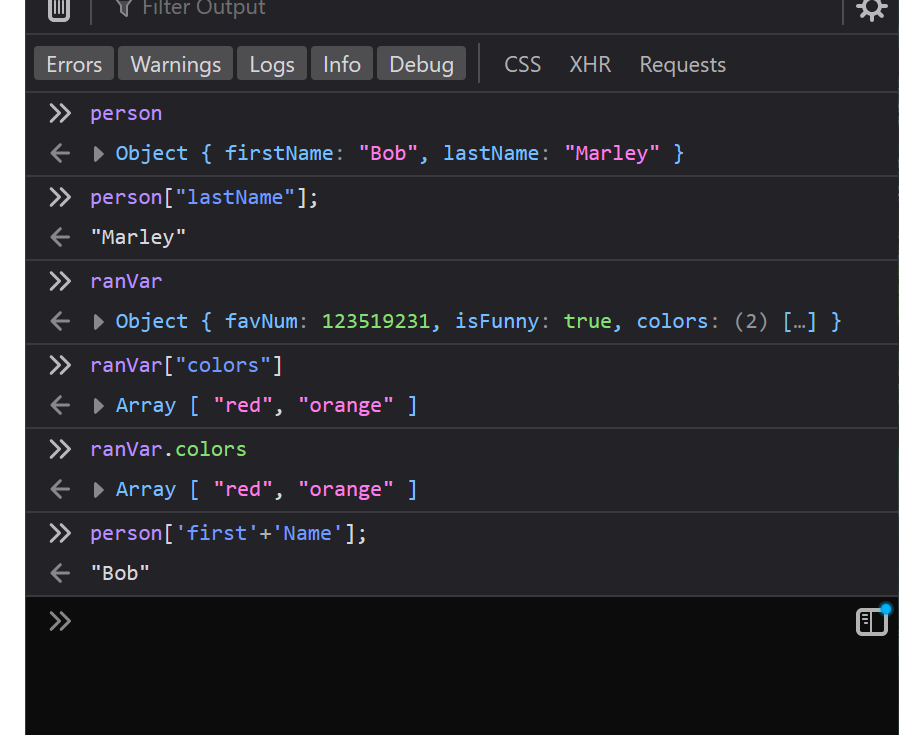 Filter Output
Errors Warnings Logs Info Debug CSS XHR Requests
person
Object { firstName: "Bob", lastName: "Marley" }
person["lastName"];
"Marley"
ranVar
Object { favNum: 123519231, isFunny: true, colors: (2) […] }
ranVar["colors"]
Array [ "red", "orange" ]
ranVar.colors
Array [ "red", "orange" ]
person['first'+'Name'];
"Bob"